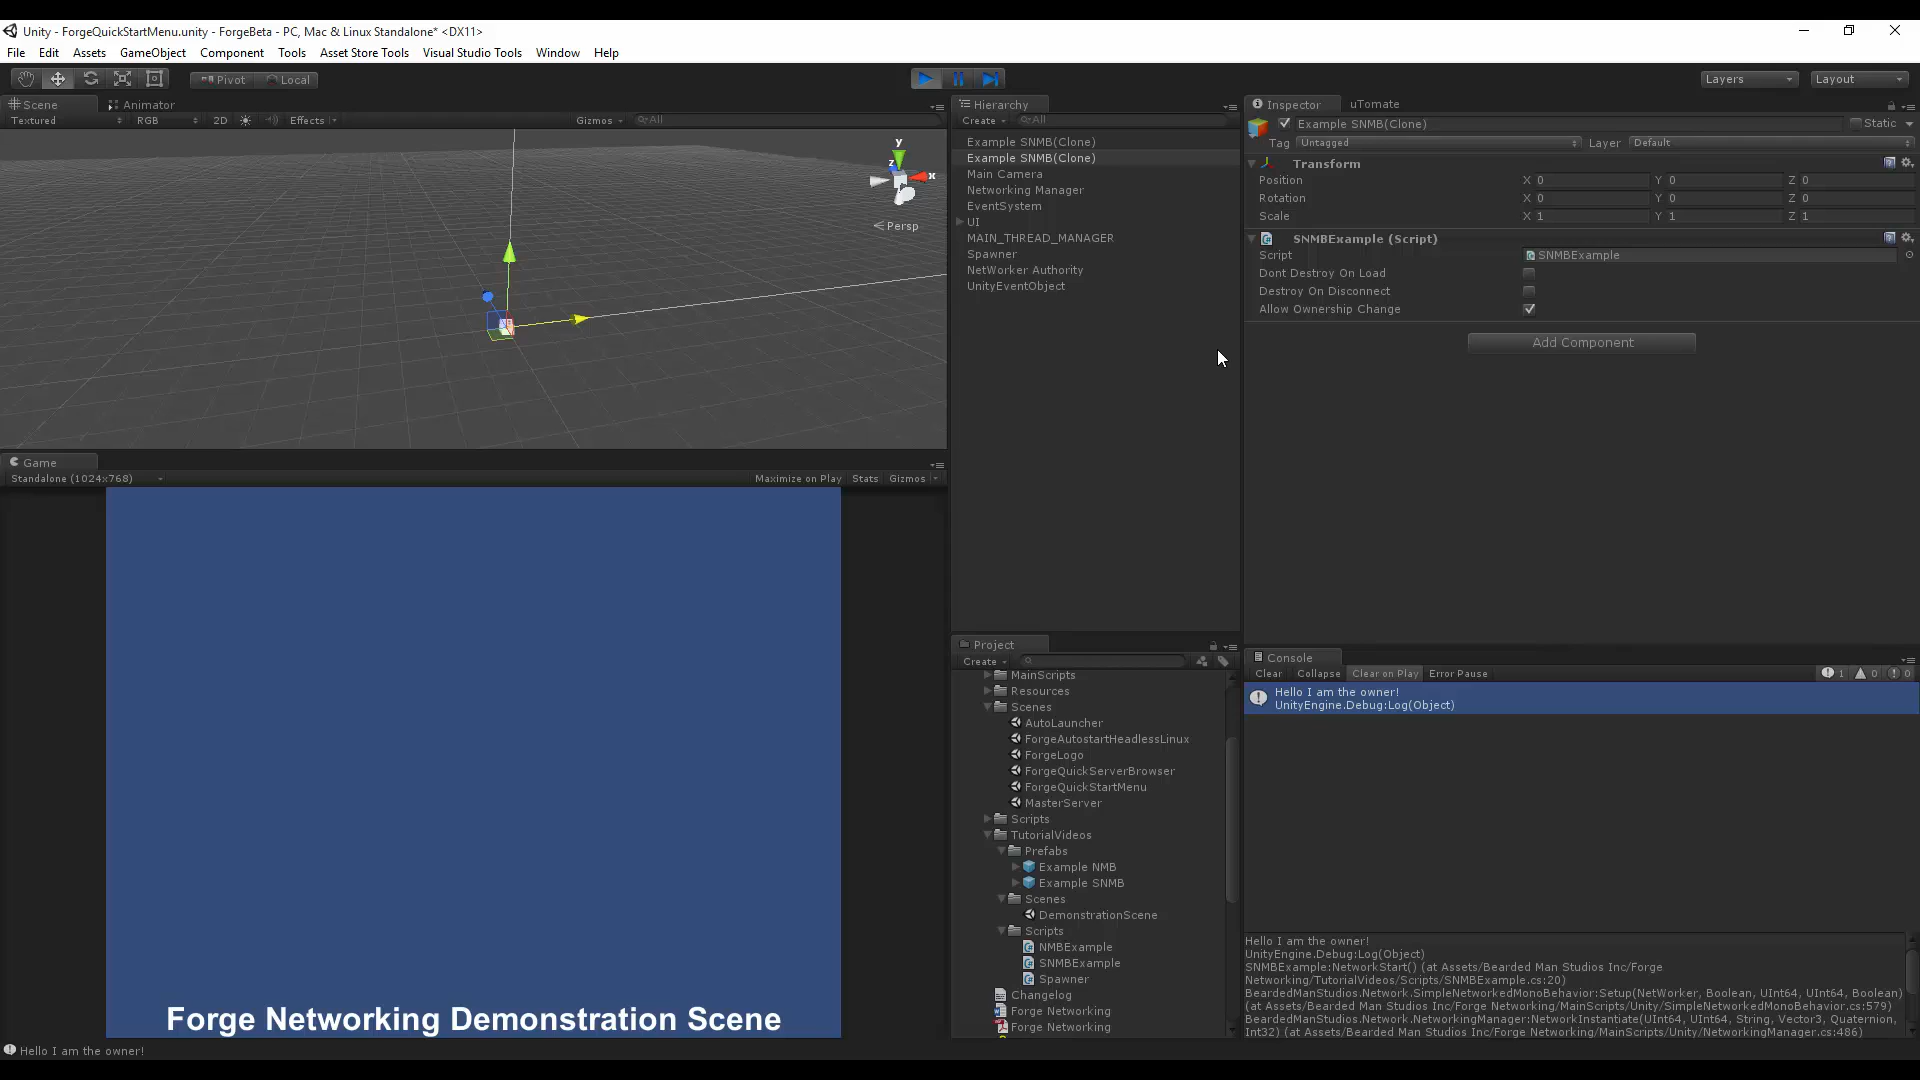 Unity - ForgeQuickStartMenu.unity - ForgeBeta - PC, Mac & Linux Standalone* <DX11>
File Edit Assets GameObject Component Tools Asset Store Tools Visual Studio Tools Window Help
Pivot Local
Layers Layout
Scene Animator
Textured RGB 2D Effects Gizmos All
y
z
x
Persp
Game
Standalone (1024x768) Maximize on Play Stats Gizmos
Forge Networking Demonstration Scene
Hierarchy
Create All
Example SNMB(Clone)
Example SNMB(Clone)
Main Camera
Networking Manager
EventSystem
UI
MAIN_THREAD_MANAGER
Spawner
NetWorker Authority
UnityEventObject
Project
Create
MainScripts
Resources
Scenes
AutoLauncher
ForgeAutostartHeadlessLinux
ForgeLogo
ForgeQuickServerBrowser
ForgeQuickStartMenu
MasterServer
Scripts
TutorialVideos
Prefabs
Example NMB
Example SNMB
Scenes
DemonstrationScene
Scripts
NMBExample
SNMBExample
Spawner
Changelog
Forge Networking
Forge Networking
Inspector uTomate
Example SNMB(Clone) Static
Tag Untagged Layer Default
Transform
Position X 0 Y 0 Z 0
Rotation X 0 Y 0 Z 0
Scale X 1 Y 1 Z 1
SNMBExample (Script)
Script SNMBExample
Dont Destroy On Load
Destroy On Disconnect
Allow Ownership Change
Add Component
Console
Clear Collapse Clear on Play Error Pause 1 0 0
Hello I am the owner!
UnityEngine.Debug:Log(Object)
Hello I am the owner!
UnityEngine.Debug:Log(Object)
SNMBExample:NetworkStart() (at Assets/Bearded Man Studios Inc/Forge
Networking/TutorialVideos/Scripts/SNMBExample.cs:20)
BeardedManStudios.Network.SimpleNetworkedMonoBehavior:Setup(NetWorker, Boolean, UInt64, UInt64, Boolean)
(at Assets/Bearded Man Studios Inc/Forge Networking/MainScripts/Unity/SimpleNetworkedMonoBehavior.cs:579)
BeardedManStudios.Network.NetworkingManager:NetworkInstantiate(UInt64, UInt64, String, Vector3, Quaternion,
Int32) (at Assets/Bearded Man Studios Inc/Forge Networking/MainScripts/Unity/NetworkingManager.cs:486)
Hello I am the owner!